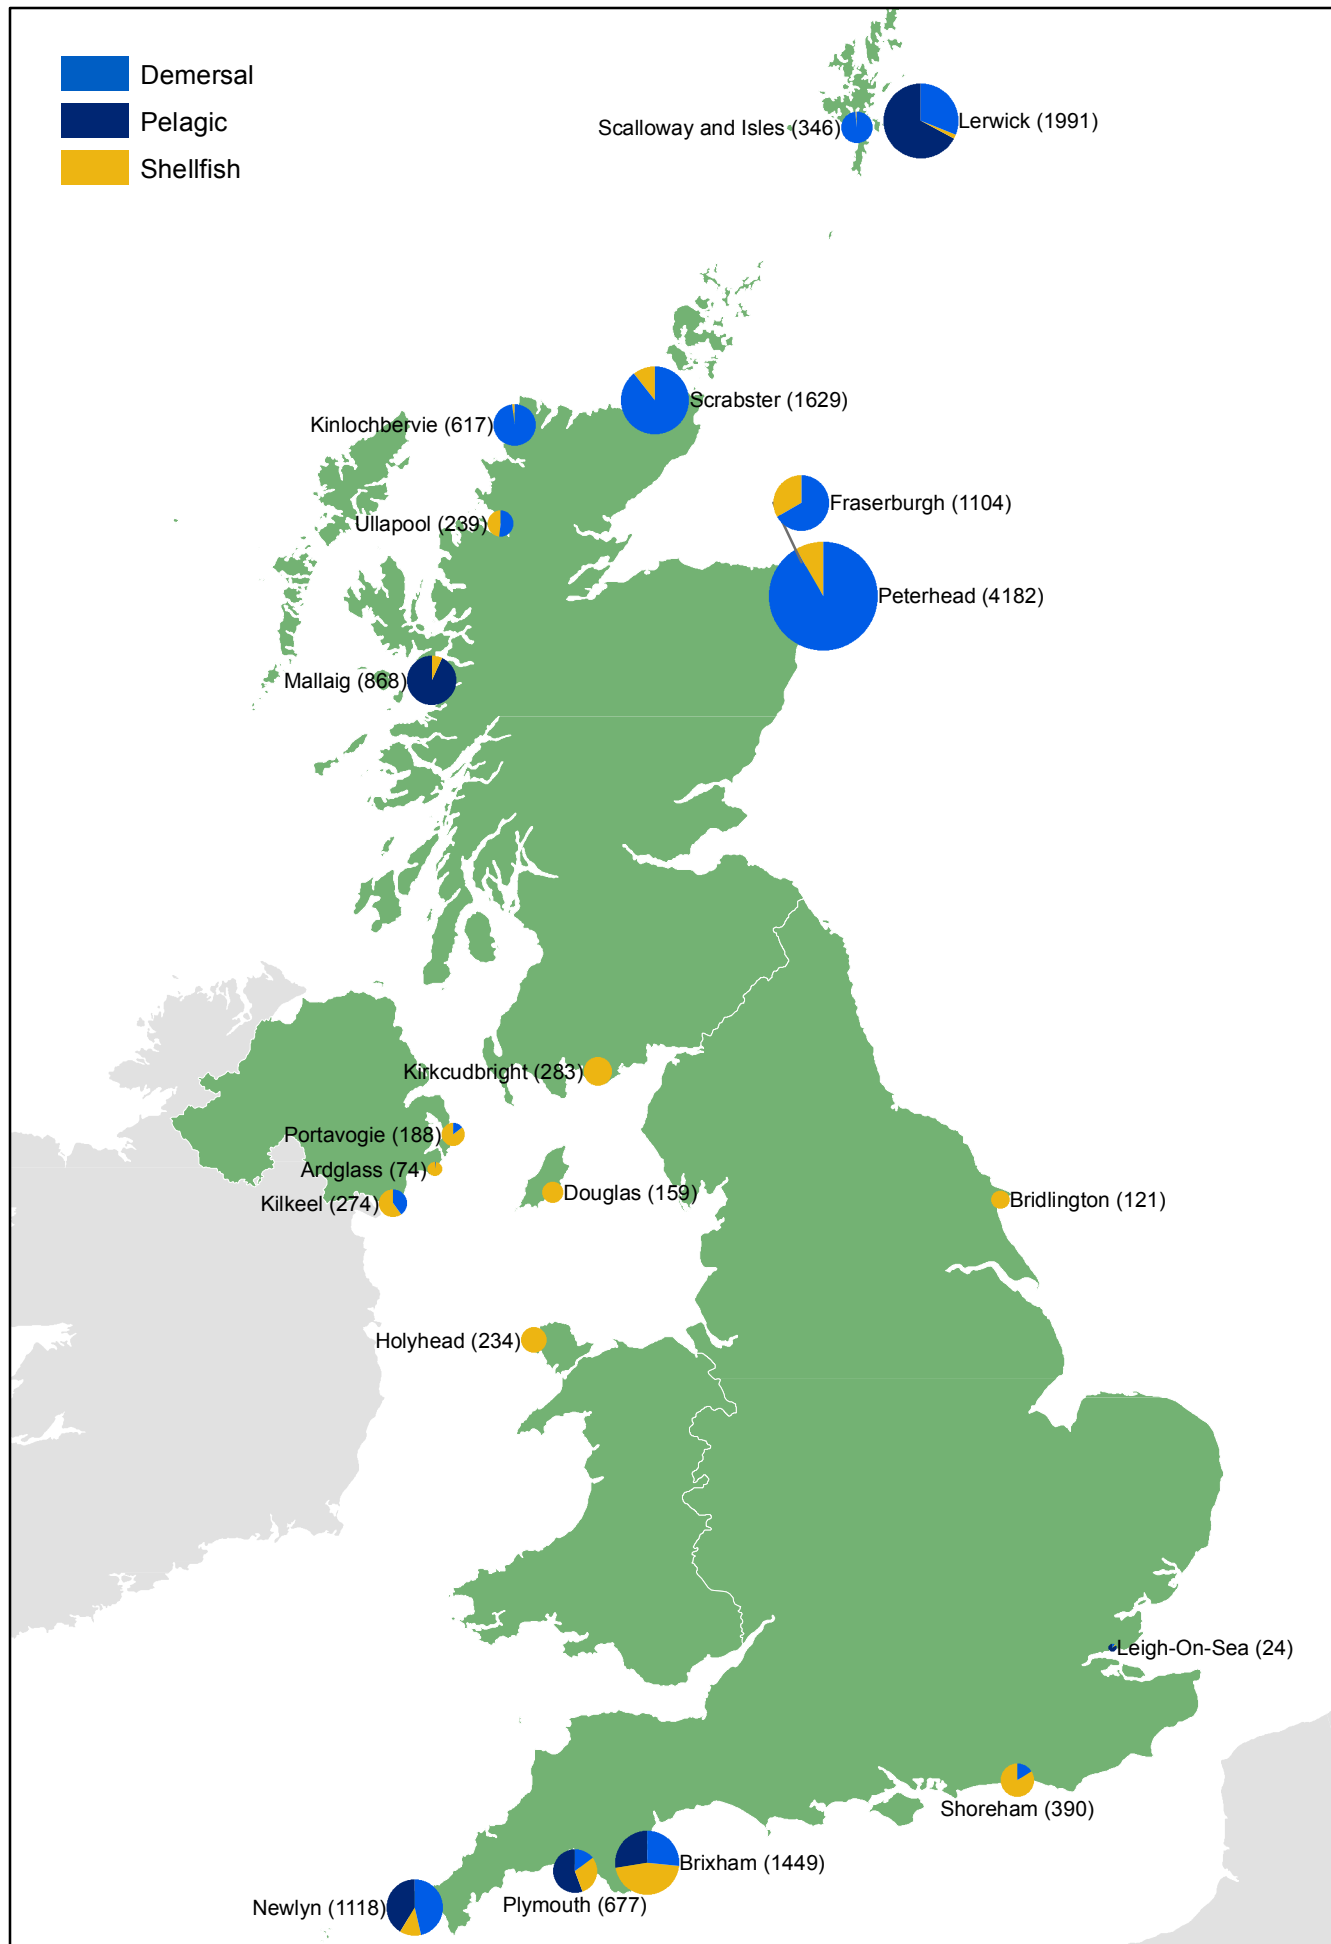 Demersal
Pelagic
Shellfish
Scalloway and Isles (346)
Lerwick (1991)
Scrabster (1629)
Kinlochbervie (617)
Fraserburgh (1104)
Ullapool (239)
Peterhead (4182)
Mallaig (868)
Kirkcudbright (283)
Portavogie (188)
Ardglass (74)
Kilkeel (274)
Douglas (159)
Bridlington (121)
Holyhead (234)
Leigh-On-Sea (24)
Shoreham (390)
Brixham (1449)
Plymouth (677)
Newlyn (1118)